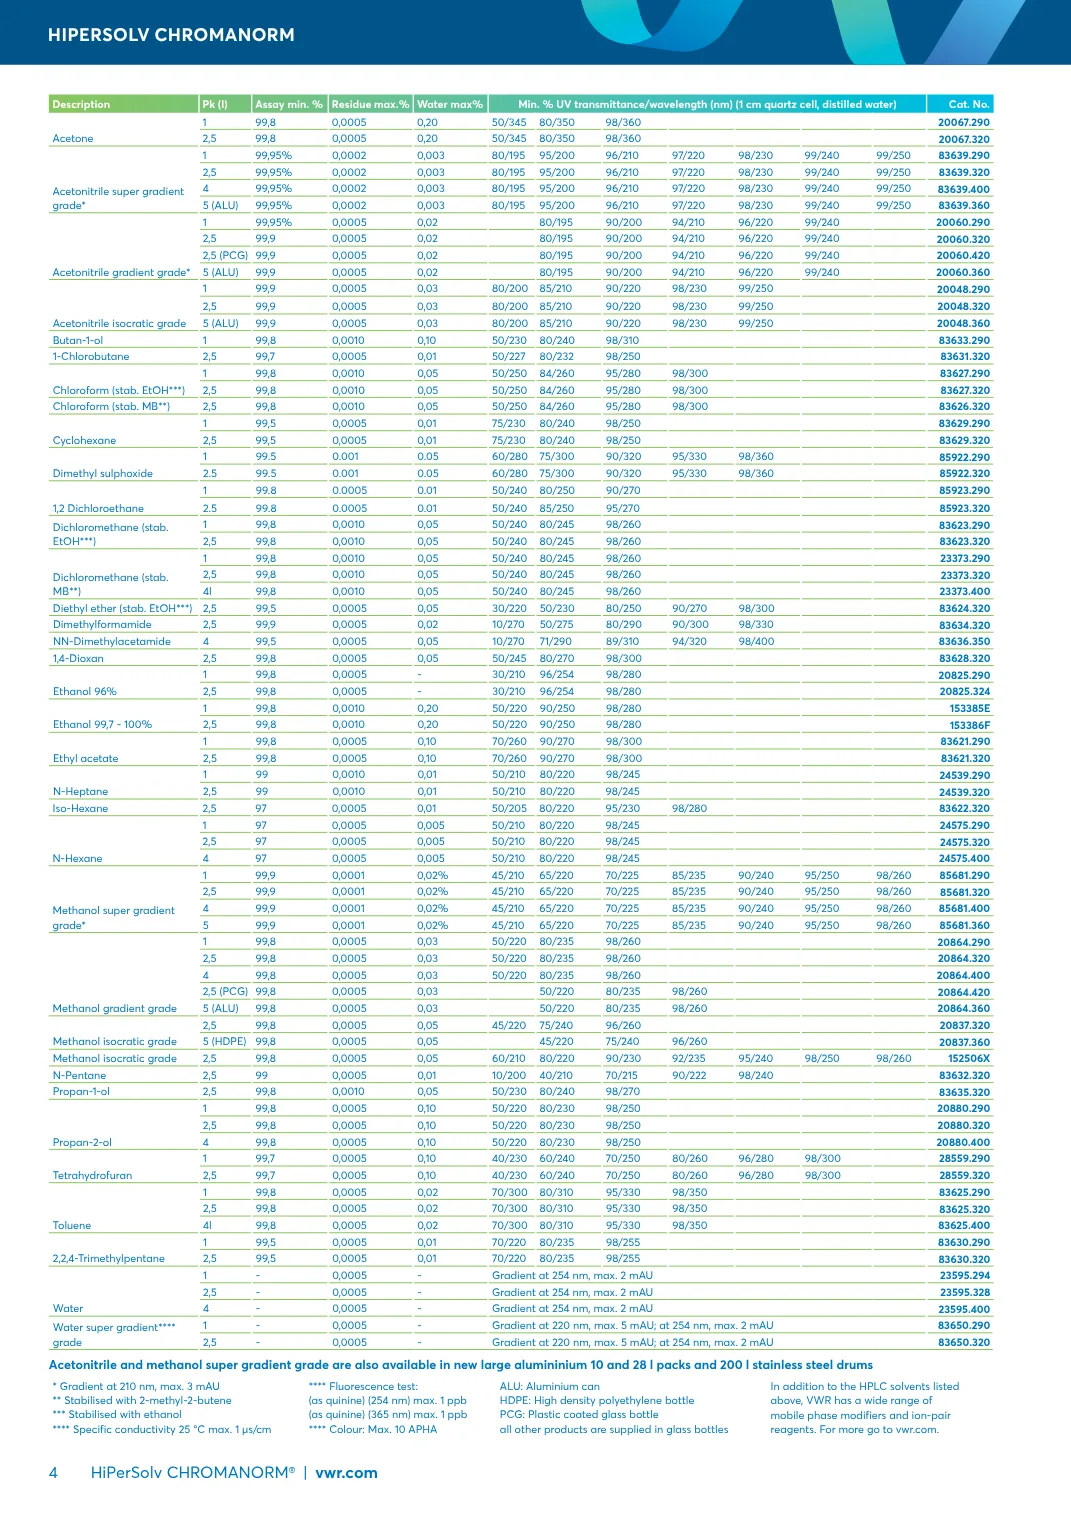 HIPERSOLV CHROMANORM
Description Pk (l) Assay min. % Residue max.% Water max% Min. % UV transmittance/wavelength (nm) (1 cm quartz cell, distilled water) Cat. No.
1 99,8 0,0005 0,20 50/345 80/350 98/360 20067.290
Acetone 2,5 99,8 0,0005 0,20 50/345 80/350 98/360 20067.320
1 99,95% 0,0002 0,003 80/195 95/200 96/210 97/220 98/230 99/240 99/250 83639.290
2,5 99,95% 0,0002 0,003 80/195 95/200 96/210 97/220 98/230 99/240 99/250 83639.320
Acetonitrile super gradient 4 99,95% 0,0002 0,003 80/195 95/200 96/210 97/220 98/230 99/240 99/250 83639.400
grade* 5 (ALU) 99,95% 0,0002 0,003 80/195 95/200 96/210 97/220 98/230 99/240 99/250 83639.360
1 99,95% 0,0005 0,02 80/195 90/200 94/210 96/220 99/240 20060.290
2,5 99,9 0,0005 0,02 80/195 90/200 94/210 96/220 99/240 20060.320
2,5 (PCG) 99,9 0,0005 0,02 80/195 90/200 94/210 96/220 99/240 20060.420
Acetonitrile gradient grade* 5 (ALU) 99,9 0,0005 0,02 80/195 90/200 94/210 96/220 99/240 20060.360
1 99,9 0,0005 0,03 80/200 85/210 90/220 98/230 99/250 20048.290
2,5 99,9 0,0005 0,03 80/200 85/210 90/220 98/230 99/250 20048.320
Acetonitrile isocratic grade 5 (ALU) 99,9 0,0005 0,03 80/200 85/210 90/220 98/230 99/250 20048.360
Butan-1-ol 1 99,8 0,0010 0,10 50/230 80/240 98/310 83633.290
1-Chlorobutane 2,5 99,7 0,0005 0,01 50/227 80/232 98/250 83631.320
1 99,8 0,0010 0,05 50/250 84/260 95/280 98/300 83627.290
Chloroform (stab. EtOH***) 2,5 99,8 0,0010 0,05 50/250 84/260 95/280 98/300 83627.320
Chloroform (stab. MB**) 2,5 99,8 0,0010 0,05 50/250 84/260 95/280 98/300 83626.320
1 99,5 0,0005 0,01 75/230 80/240 98/250 83629.290
Cyclohexane 2,5 99,5 0,0005 0,01 75/230 80/240 98/250 83629.320
1 99.5 0.001 0.05 60/280 75/300 90/320 95/330 98/360 85922.290
Dimethyl sulphoxide 2.5 99.5 0.001 0.05 60/280 75/300 90/320 95/330 98/360 85922.320
1 99.8 0.0005 0.01 50/240 80/250 90/270 85923.290
1,2 Dichloroethane 2.5 99.8 0.0005 0.01 50/240 85/250 95/270 85923.320
Dichloromethane (stab. 1 99,8 0,0010 0,05 50/240 80/245 98/260 83623.290
EtOH***) 2,5 99,8 0,0010 0,05 50/240 80/245 98/260 83623.320
1 99,8 0,0010 0,05 50/240 80/245 98/260 23373.290
Dichloromethane (stab. 2,5 99,8 0,0010 0,05 50/240 80/245 98/260 23373.320
MB**) 4l 99,8 0,0010 0,05 50/240 80/245 98/260 23373.400
Diethyl ether (stab. EtOH***) 2,5 99,5 0,0005 0,05 30/220 50/230 80/250 90/270 98/300 83624.320
Dimethylformamide 2,5 99,9 0,0005 0,02 10/270 50/275 80/290 90/300 98/330 83634.320
NN-Dimethylacetamide 4 99,5 0,0005 0,05 10/270 71/290 89/310 94/320 98/400 83636.350
1,4-Dioxan 2,5 99,8 0,0005 0,05 50/245 80/270 98/300 83628.320
1 99,8 0,0005 - 30/210 96/254 98/280 20825.290
Ethanol 96% 2,5 99,8 0,0005 - 30/210 96/254 98/280 20825.324
1 99,8 0,0010 0,20 50/220 90/250 98/280 153385E
Ethanol 99,7 - 100% 2,5 99,8 0,0010 0,20 50/220 90/250 98/280 153386F
1 99,8 0,0005 0,10 70/260 90/270 98/300 83621.290
Ethyl acetate 2,5 99,8 0,0005 0,10 70/260 90/270 98/300 83621.320
1 99 0,0010 0,01 50/210 80/220 98/245 24539.290
N-Heptane 2,5 99 0,0010 0,01 50/210 80/220 98/245 24539.320
Iso-Hexane 2,5 97 0,0005 0,01 50/205 80/220 95/230 98/280 83622.320
1 97 0,0005 0,005 50/210 80/220 98/245 24575.290
2,5 97 0,0005 0,005 50/210 80/220 98/245 24575.320
N-Hexane 4 97 0,0005 0,005 50/210 80/220 98/245 24575.400
1 99,9 0,0001 0,02% 45/210 65/220 70/225 85/235 90/240 95/250 98/260 85681.290
2,5 99,9 0,0001 0,02% 45/210 65/220 70/225 85/235 90/240 95/250 98/260 85681.320
Methanol super gradient 4 99,9 0,0001 0,02% 45/210 65/220 70/225 85/235 90/240 95/250 98/260 85681.400
grade* 5 99,9 0,0001 0,02% 45/210 65/220 70/225 85/235 90/240 95/250 98/260 85681.360
1 99,8 0,0005 0,03 50/220 80/235 98/260 20864.290
2,5 99,8 0,0005 0,03 50/220 80/235 98/260 20864.320
4 99,8 0,0005 0,03 50/220 80/235 98/260 20864.400
2,5 (PCG) 99,8 0,0005 0,03 50/220 80/235 98/260 20864.420
Methanol gradient grade 5 (ALU) 99,8 0,0005 0,03 50/220 80/235 98/260 20864.360
2,5 99,8 0,0005 0,05 45/220 75/240 96/260 20837.320
Methanol isocratic grade 5 (HDPE) 99,8 0,0005 0,05 45/220 75/240 96/260 20837.360
Methanol isocratic grade 2,5 99,8 0,0005 0,05 60/210 80/220 90/230 92/235 95/240 98/250 98/260 152506X
N-Pentane 2,5 99 0,0005 0,01 10/200 40/210 70/215 90/222 98/240 83632.320
Propan-1-ol 2,5 99,8 0,0010 0,05 50/230 80/240 98/270 83635.320
1 99,8 0,0005 0,10 50/220 80/230 98/250 20880.290
2,5 99,8 0,0005 0,10 50/220 80/230 98/250 20880.320
Propan-2-ol 4 99,8 0,0005 0,10 50/220 80/230 98/250 20880.400
1 99,7 0,0005 0,10 40/230 60/240 70/250 80/260 96/280 98/300 28559.290
Tetrahydrofuran 2,5 99,7 0,0005 0,10 40/230 60/240 70/250 80/260 96/280 98/300 28559.320
1 99,8 0,0005 0,02 70/300 80/310 95/330 98/350 83625.290
2,5 99,8 0,0005 0,02 70/300 80/310 95/330 98/350 83625.320
Toluene 4l 99,8 0,0005 0,02 70/300 80/310 95/330 98/350 83625.400
1 99,5 0,0005 0,01 70/220 80/235 98/255 83630.290
2,2,4-Trimethylpentane 2,5 99,5 0,0005 0,01 70/220 80/235 98/255 83630.320
1 - 0,0005 - Gradient at 254 nm, max. 2 mAU 23595.294
2,5 - 0,0005 - Gradient at 254 nm, max. 2 mAU 23595.328
Water 4 - 0,0005 - Gradient at 254 nm, max. 2 mAU 23595.400
Water super gradient**** 1 - 0,0005 - Gradient at 220 nm, max. 5 mAU; at 254 nm, max. 2 mAU 83650.290
grade 2,5 - 0,0005 - Gradient at 220 nm, max. 5 mAU; at 254 nm, max. 2 mAU 83650.320
Acetonitrile and methanol super gradient grade are also available in new large alumininium 10 and 28 l packs and 200 l stainless steel drums
* Gradient at 210 nm, max. 3 mAU
** Stabilised with 2-methyl-2-butene
*** Stabilised with ethanol
**** Specific conductivity 25 °C max. 1 µs/cm
**** Fluorescence test:
(as quinine) (254 nm) max. 1 ppb
(as quinine) (365 nm) max. 1 ppb
**** Colour: Max. 10 APHA
ALU: Aluminium can
HDPE: High density polyethylene bottle
PCG: Plastic coated glass bottle
all other products are supplied in glass bottles
In addition to the HPLC solvents listed
above, VWR has a wide range of
mobile phase modifiers and ion-pair
reagents. For more go to vwr.com.
4 HiPerSolv CHROMANORM® | vwr.com